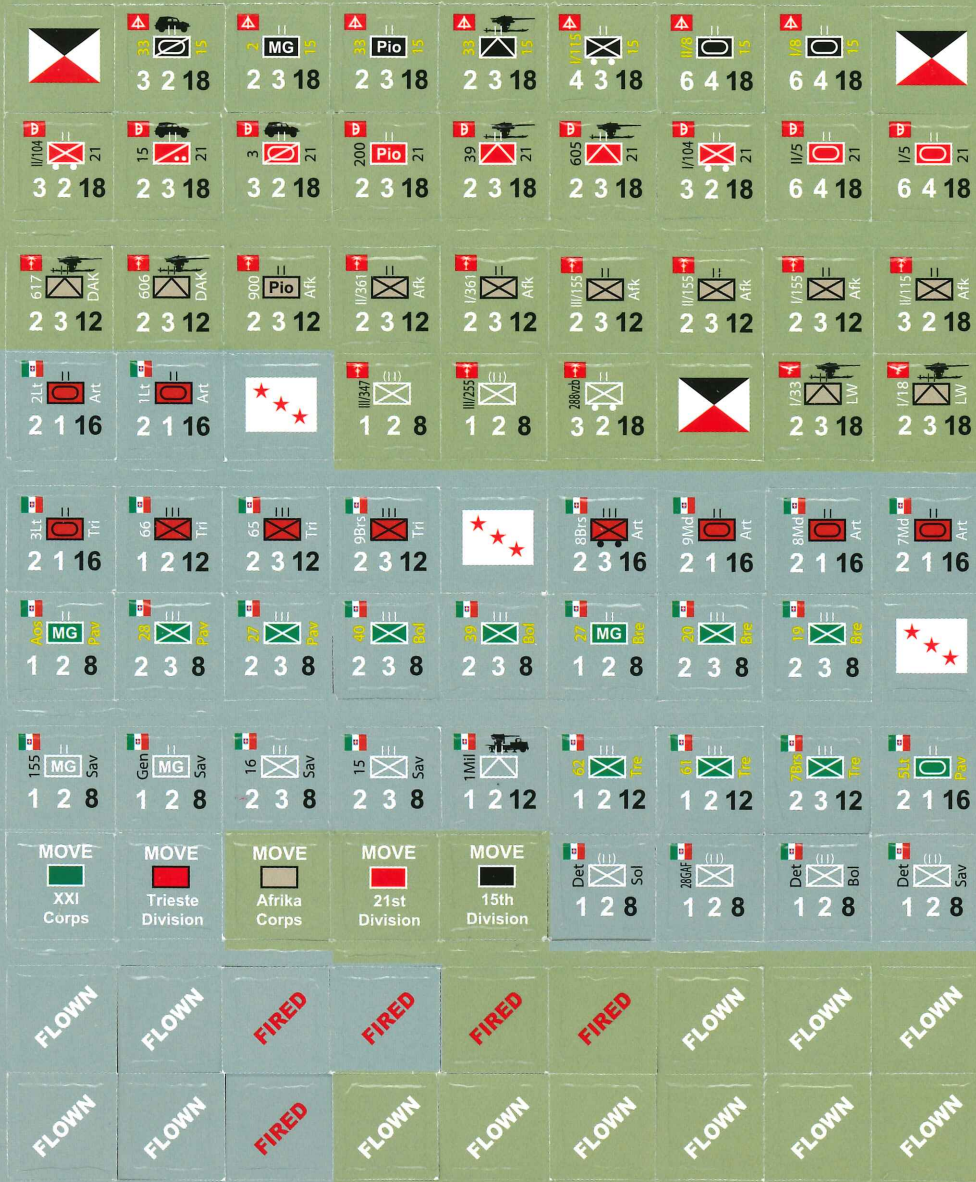 33 15
3 2 18
2 MG 15
2 3 18
33 Pio 15
2 3 18
33 15
2 3 18
I/115 15
4 3 18
II/8 15
6 4 18
I/8 15
6 4 18
II/104 21
3 2 18
15 21
2 3 18
3 21
3 2 18
200 Pio 21
2 3 18
39 21
2 3 18
605 21
2 3 18
I/104 21
3 2 18
II/5 21
6 4 18
I/5 21
6 4 18
617 DAK
2 3 12
606 DAK
2 3 12
900 Pio Afk
2 3 12
II/361 Afk
2 3 12
I/361 Afk
2 3 12
III/155 Afk
2 3 12
II/155 Afk
2 3 12
I/155 Afk
2 3 12
II/115 Afk
3 2 18
2Lt Art
2 1 16
1Lt Art
2 1 16
III/347
1 2 8
III/255
1 2 8
288vzb
3 2 18
I/33 LW
2 3 18
I/18 LW
2 3 18
3Lt Tri
2 1 16
66 Tri
1 2 12
65 Tri
2 3 12
9Brs Tri
2 3 12
8Brs Art
2 3 16
9Md Art
2 1 16
8Md Art
2 1 16
7Md Art
2 1 16
Aos MG Pav
1 2 8
28 Pav
2 3 8
27 Pav
2 3 8
40 Bol
2 3 8
39 Bol
2 3 8
27 MG Bre
1 2 8
20 Bre
2 3 8
19 Bre
2 3 8
155 MG Sav
1 2 8
Gen MG Sav
1 2 8
16 Sav
2 3 8
15 Sav
2 3 8
1Mil
1 2 12
62 Tre
1 2 12
61 Tre
1 2 12
7Brs Tre
2 3 12
5Lt Pav
2 1 16
MOVE
XXI
Corps
MOVE
Trieste
Division
MOVE
Afrika
Corps
MOVE
21st
Division
MOVE
15th
Division
Det Sol
1 2 8
28GAF
1 2 8
Det Bol
1 2 8
Det Sav
1 2 8
FLOWN
FLOWN
FIRED
FIRED
FIRED
FIRED
FLOWN
FLOWN
FLOWN
FLOWN
FLOWN
FIRED
FLOWN
FLOWN
FLOWN
FLOWN
FLOWN
FLOWN